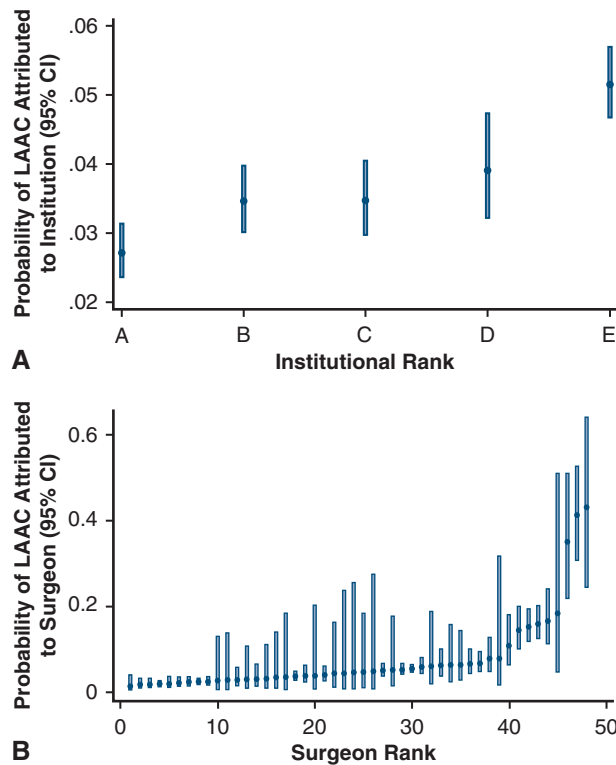 Probability of LAAC Attributed
to Institution (95% CI)
.06
.05
.04
.03
.02
A B C D E
Institutional Rank
A
Probability of LAAC Attributed
to Surgeon (95% CI)
0.6
0.4
0.2
0
0 10 20 30 40 50
Surgeon Rank
B